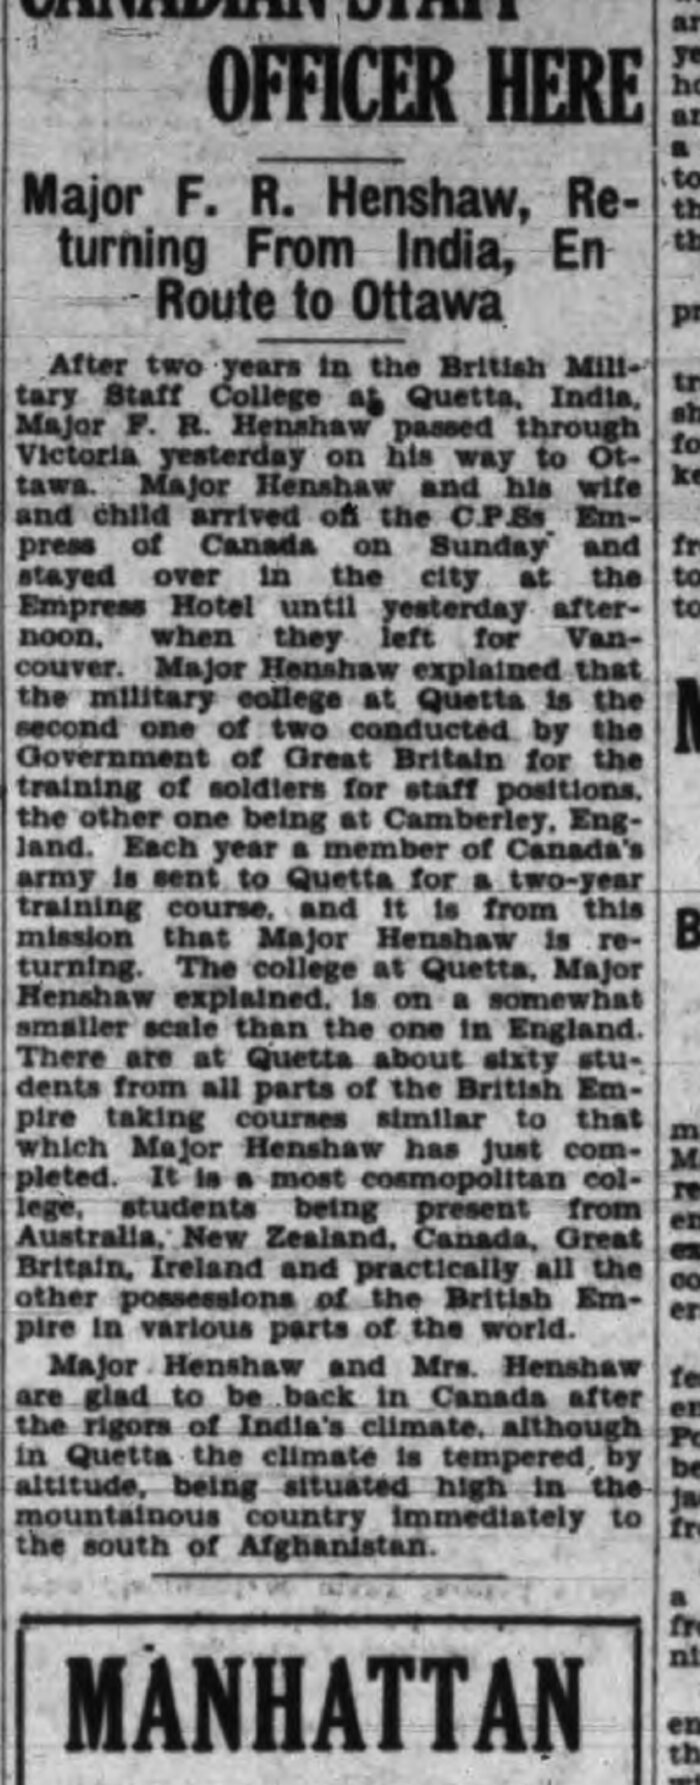 CANADIAN STAFF
OFFICER HERE
Major F. R. Henshaw, Re-
turning From India, En
Route to Ottawa
After two years in the British Mili-
tary Staff College at Quetta, India,
Major F. R. Henshaw passed through
Victoria yesterday on his way to Ot-
tawa. Major Henshaw and his wife
and child arrived on the C.P.Ss Em-
press of Canada on Sunday and
stayed over in the city at the
Empress Hotel until yesterday after-
noon, when they left for Van-
couver. Major Henshaw explained that
the military college at Quetta is the
second one of two conducted by the
Government of Great Britain for the
training of soldiers for staff positions,
the other one being at Camberley, Eng-
land. Each year a member of Canada's
army is sent to Quetta for a two-year
training course, and it is from this
mission that Major Henshaw is re-
turning. The college at Quetta, Major
Henshaw explained, is on a somewhat
smaller scale than the one in England.
There are at Quetta about sixty stu-
dents from all parts of the British Em-
pire taking courses similar to that
which Major Henshaw has just com-
pleted. It is a most cosmopolitan col-
lege, students being present from
Australia, New Zealand, Canada, Great
Britain, Ireland and practically all the
other possessions of the British Em-
pire in various parts of the world.
Major Henshaw and Mrs. Henshaw
are glad to be back in Canada after
the rigors of India's climate, although
in Quetta the climate is tempered by
altitude, being situated high in the
mountainous country immediately to
the south of Afghanistan.
MANHATTAN